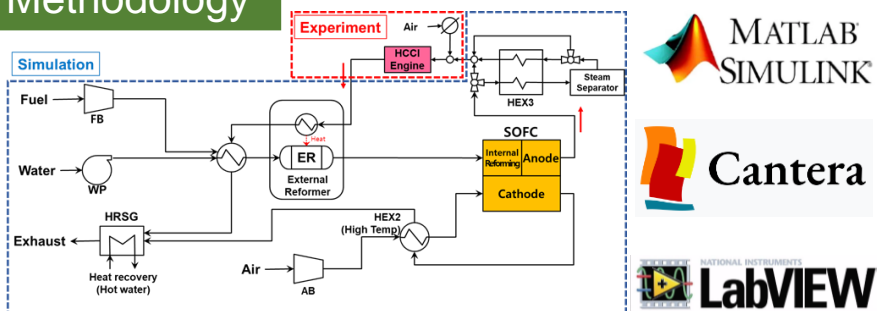 Methodology
Simulation
Experiment
Air
HCCI
Engine
HEX3
Steam
Separator
Fuel
FB
Water
WP
Heat
ER
External
Reformer
SOFC
Internal
Reforming
Anode
Cathode
HRSG
Exhaust
Heat recovery
(Hot water)
HEX2
(High Temp)
Air
AB
MATLAB®
SIMULINK®
Cantera
NATIONAL INSTRUMENTS
LabVIEW